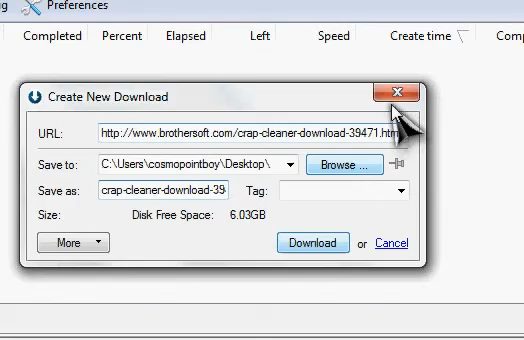 g Preferences
Completed Percent Elapsed Left Speed Create time Comp
Create New Download
URL: http://www.brothersoft.com/crap-cleaner-download-39471.htm
Save to: C:\Users\cosmopointboy\Desktop\ Browse ...
Save as: crap-cleaner-download-39 Tag:
Size: Disk Free Space: 6.03GB
More Download or Cancel